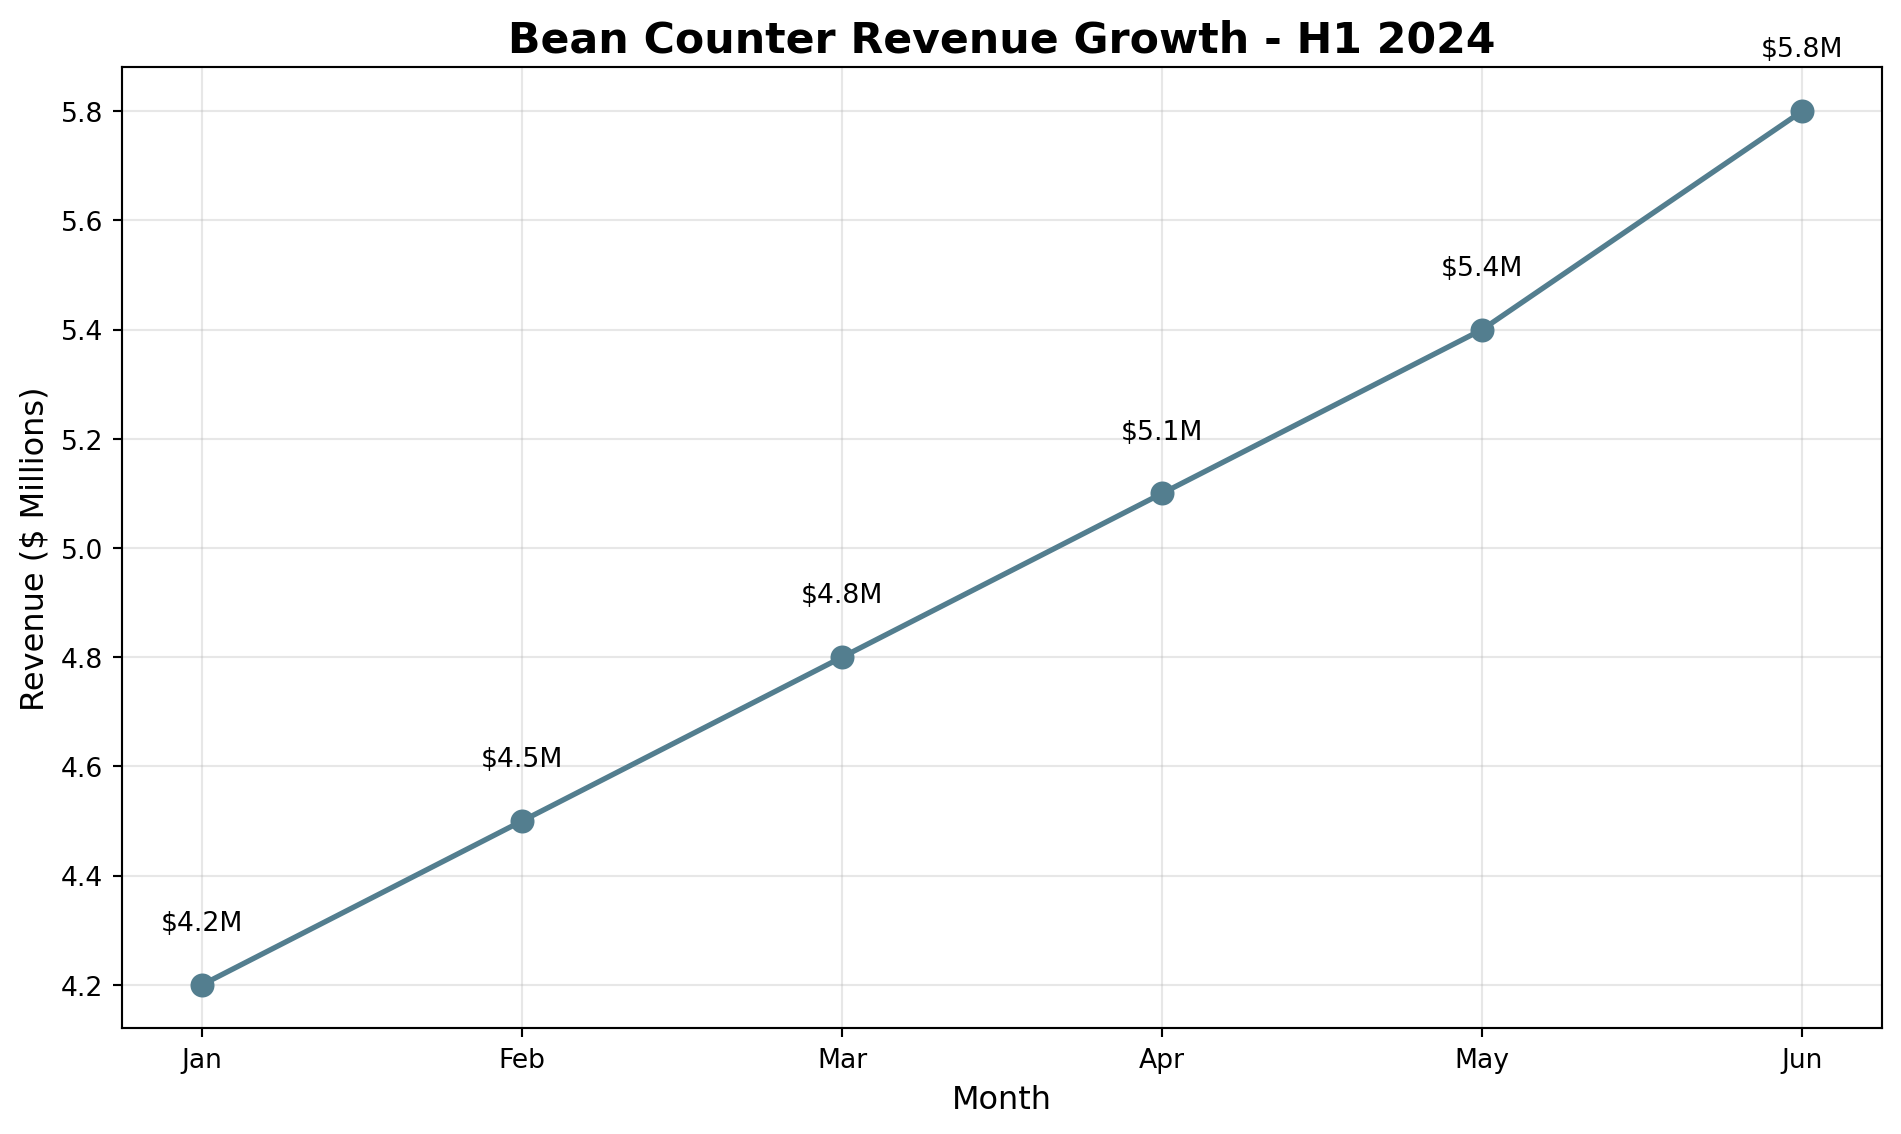 Bean Counter Revenue Growth - H1 2024
$5.8M
5.8
5.6
$5.4M
5.4
$5.1M
5.2
5.0
$4.8M
4.8
$4.5M
4.6
4.4
$4.2M
4.2
Revenue ($ Millions)
Jan Feb Mar Apr May Jun
Month